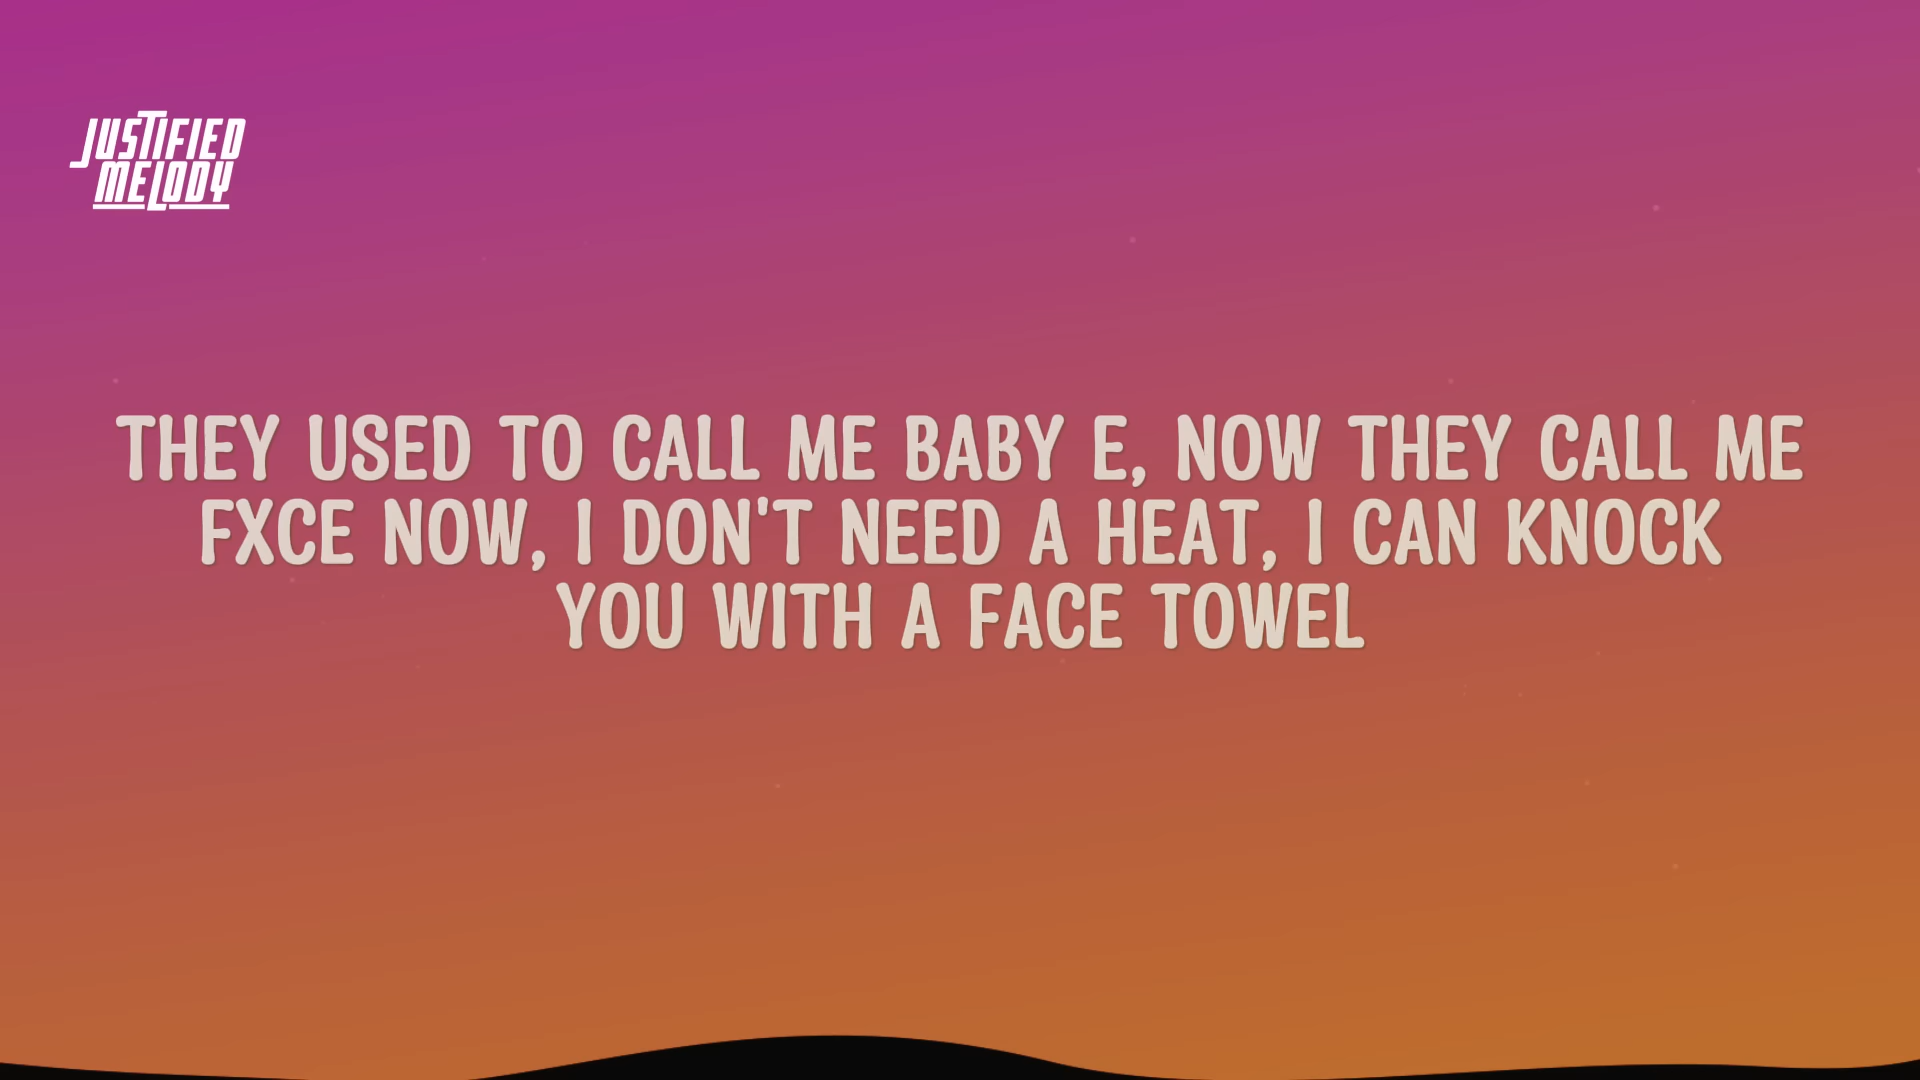 JUSTIFIED
MELODY
THEY USED TO CALL ME BABY E, NOW THEY CALL ME
FXCE NOW, I DON'T NEED A HEAT, I CAN KNOCK
YOU WITH A FACE TOWEL